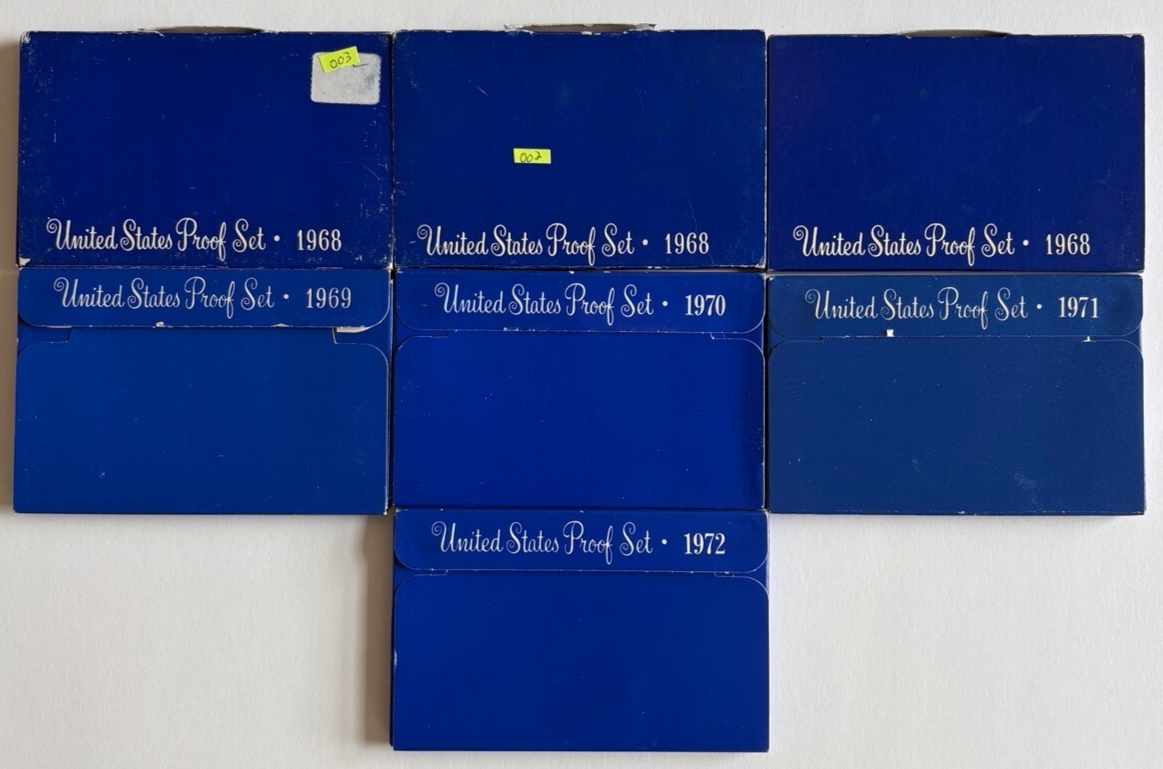 003
002
United States Proof Set • 1968
United States Proof Set • 1968
United States Proof Set • 1968
United States Proof Set • 1969
United States Proof Set • 1970
United States Proof Set • 1971
United States Proof Set • 1972